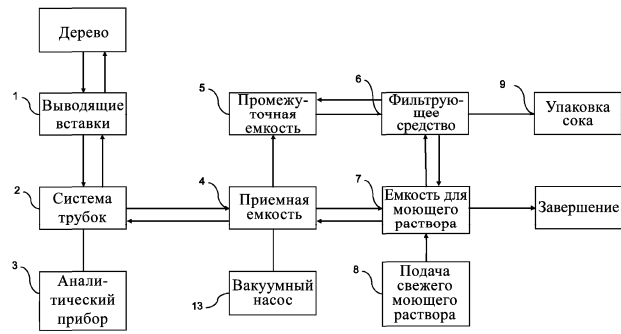 Дерево
1
Выводящие
вставки
5
Промежу-
точная
емкость
6
Фильтрую-
щее
средство
9
Упаковка
сока
2
Система
трубок
4
Приемная
емкость
7
Емкость для
моющего
раствора
Завершение
3
Анали-
тический
прибор
13
Вакуумный
насос
8
Подача
свежего
моющего
раствора